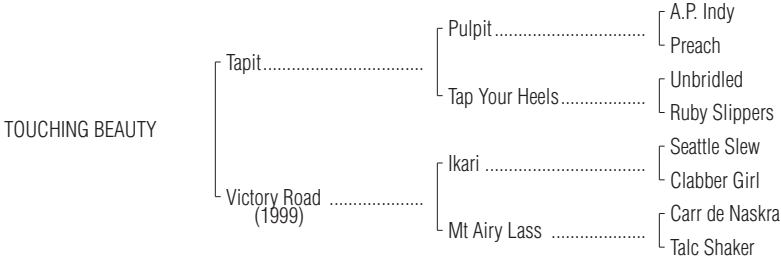 A.P. Indy
Pulpit..............................
Preach
Tapit................................
Unbridled
Tap Your Heels.................
Ruby Slippers
TOUCHING BEAUTY
Seattle Slew
Ikari ................................
Clabber Girl
Victory Road ...................
(1999)
Carr de Naskra
Mt Airy Lass ...................
Talc Shaker